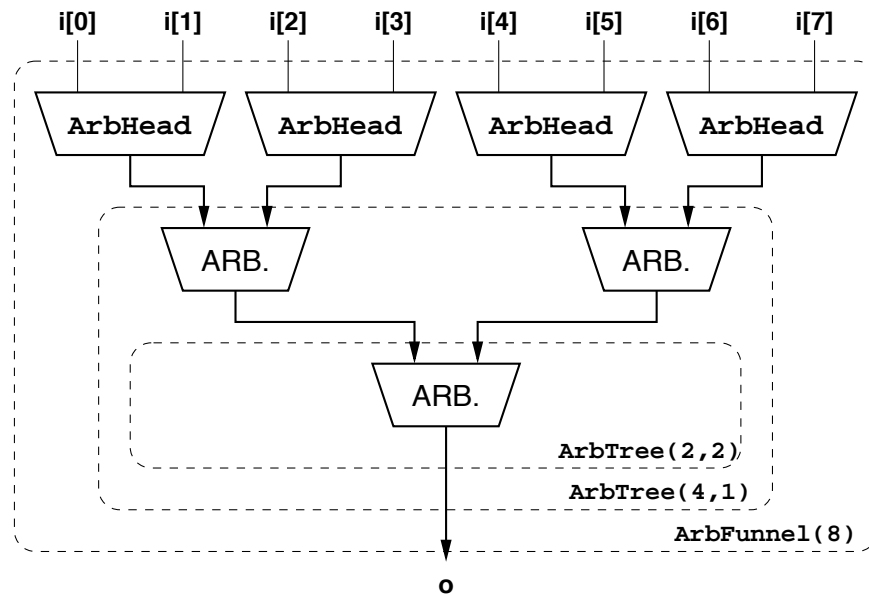 i[0] i[1] i[2] i[3] i[4] i[5] i[6] i[7]
ArbHead ArbHead ArbHead ArbHead
ARB. ARB.
ARB.
ArbTree(2,2)
ArbTree(4,1)
ArbFunnel(8)
o